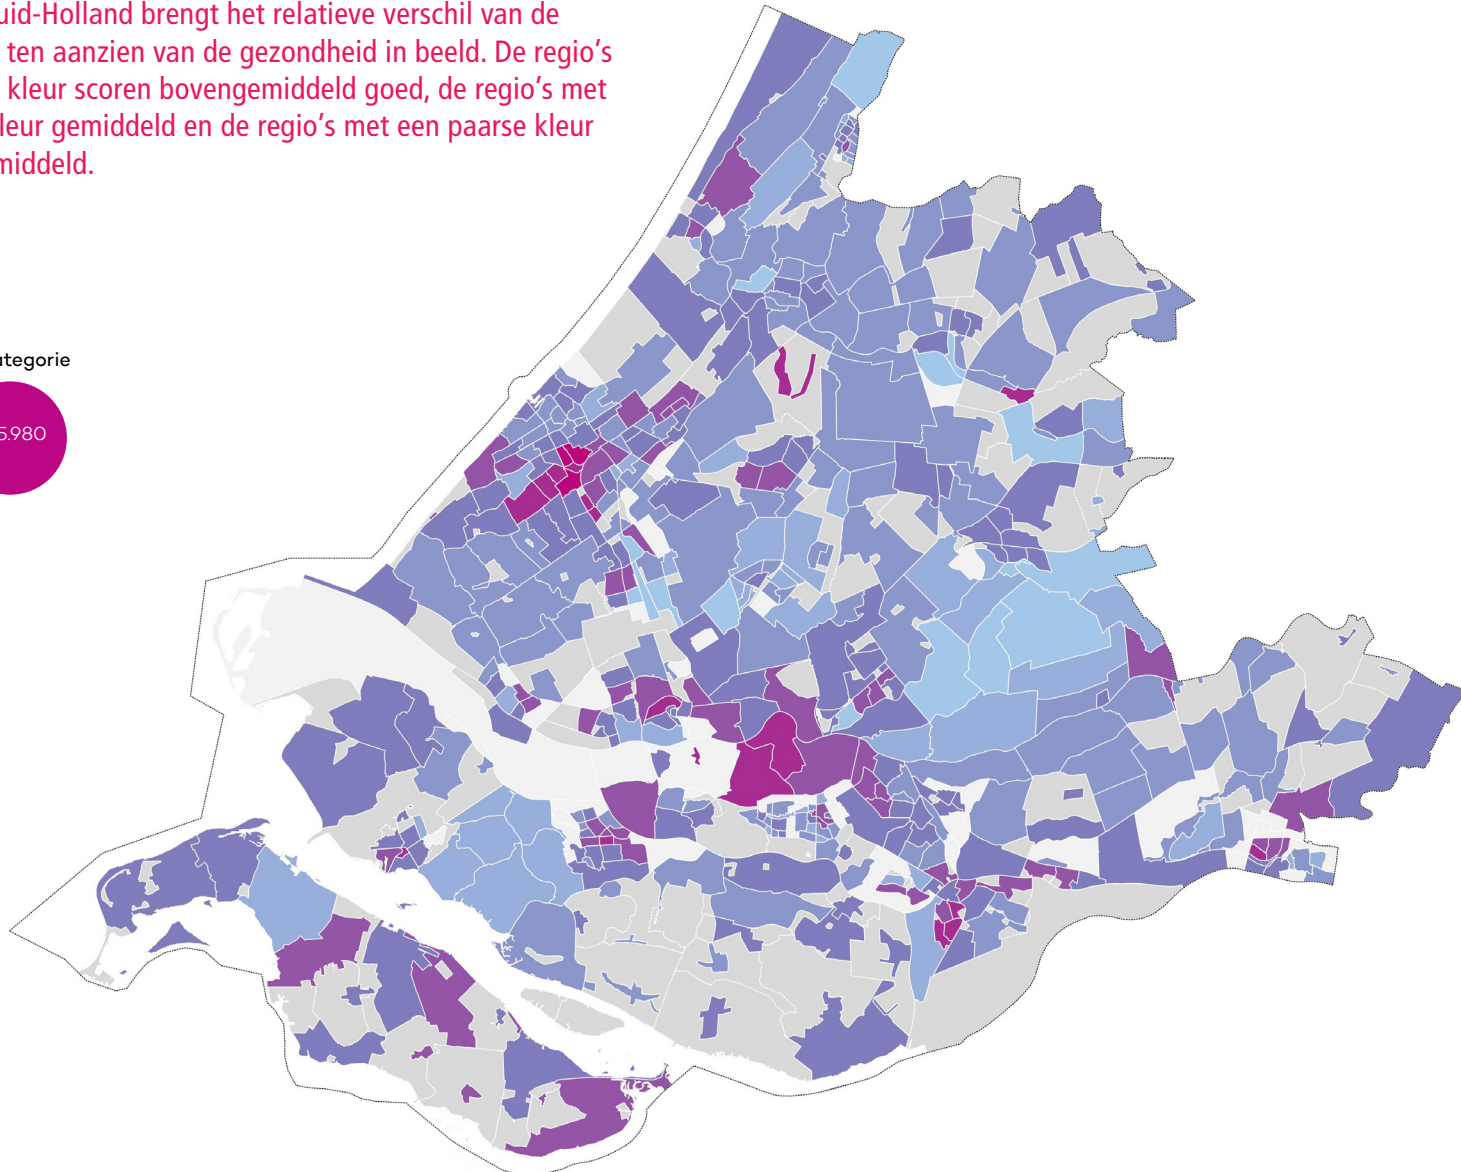 uid-Holland brengt het relatieve verschil van de
ten aanzien van de gezondheid in beeld. De regio's
kleur scoren bovengemiddeld goed, de regio's met
leur gemiddeld en de regio's met een paarse kleur
middeld.
ategorie
5.980